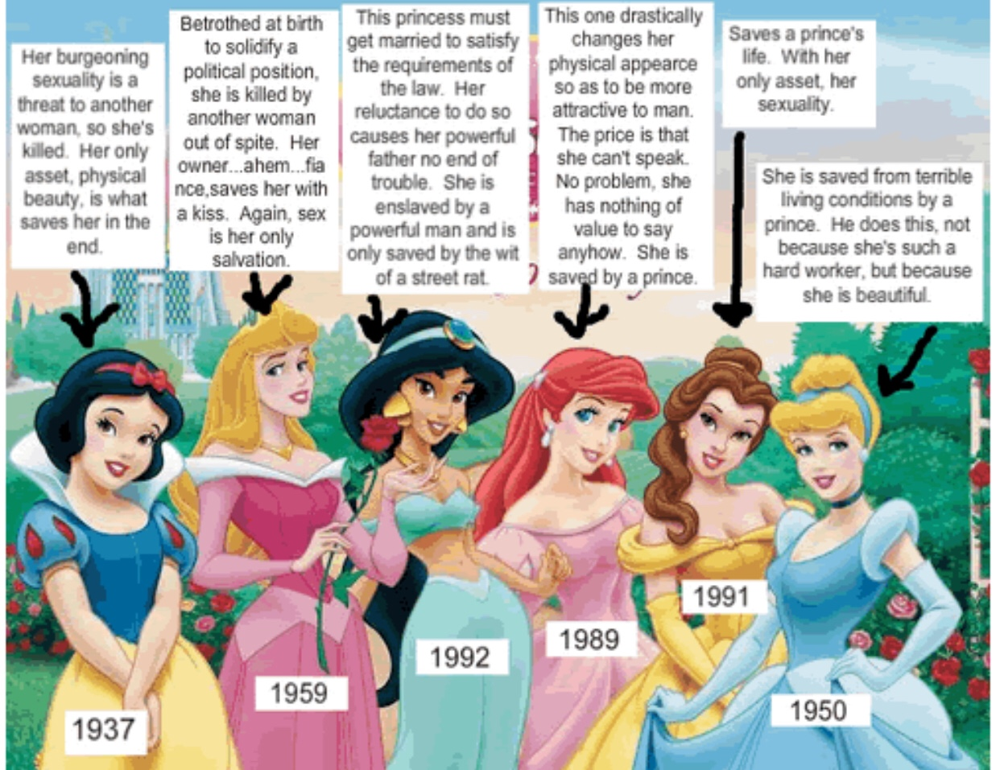 Her burgeoning
sexuality is a
threat to another
woman, so she's
killed. Her only
asset, physical
beauty, is what
saves her in the
end.
Betrothed at birth
to solidify a
political position,
she is killed by
another woman
out of spite. Her
owner...ahem...fia
nce,saves her with
a kiss. Again, sex
is her only
salvation.
This princess must
get married to satisfy
the requirements of
the law. Her
reluctance to do so
causes her powerful
father no end of
trouble. She is
enslaved by a
powerful man and is
only saved by the wit
of a street rat.
This one drastically
changes her
physical appearce
so as to be more
attractive to man.
The price is that
she can't speak.
No problem, she
has nothing of
value to say
anyhow. She is
saved by a prince.
Saves a prince's
life. With her
only asset, her
sexuality.
She is saved from terrible
living conditions by a
prince. He does this, not
because she's such a
hard worker, but because
she is beautiful.
1937
1959
1992
1989
1991
1950